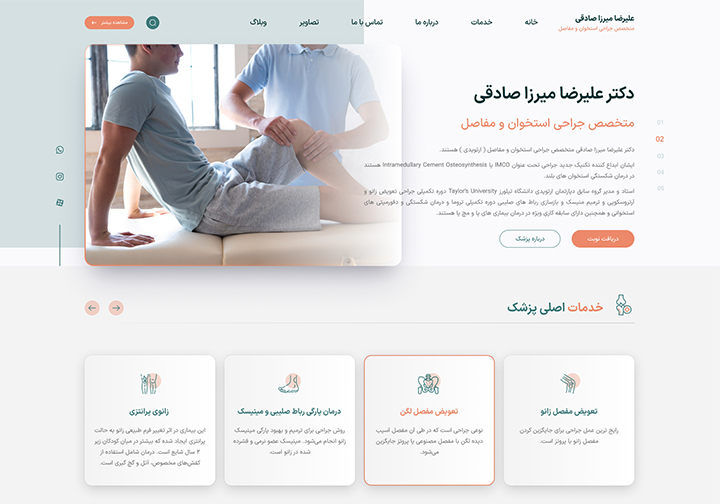 علیرضا میرزا صادقی
متخصص جراحی استخوان و مفاصل
خانه
خدمات
درباره ما
تماس با ما
تصاویر
وبلاگ
مشاهده بیشتر
دکتر علیرضا میرزا صادقی
متخصص جراحی استخوان و مفاصل
دکتر علیرضا میرزا صادقی متخصص جراحی استخوان و مفاصل ( ارتوپدی ) هستند.
ایشان ابداع کننده تکنیک جدید جراحی تحت عنوان IMCO یا Intramedullary Cement Osteosynthesis هستند
در درمان شکستگی استخوان های بلند.
استاد و مدیر گروه سابق دپارتمان ارتوپدی دانشگاه تیلورز Taylor's University دوره تکمیلی جراحی تعویض زانو و
آرتروسکوپی و ترمیم منیسک و بازسازی رباط های صلیبی دوره تکمیلی تروما و درمان شکستگی و دفورمیتی های
استخوانی و همچنین دارای سابقه کاری ویژه در درمان بیماری های پا و مچ پا هستند.
دریافت نوبت
درباره پزشک
01
02
03
04
05
خدمات اصلی پزشک
تعویض مفصل زانو
رایج ترین عمل جراحی برای جایگزین کردن
مفصل زانو با پروتز است.
تعویض مفصل لگن
نوعی جراحی است که در طی آن مفصل آسیب
دیده لگن با مفصل مصنوعی یا پروتز جایگزین
می‌شود.
درمان پارگی رباط صلیبی و مینیسک
روش جراحی برای ترمیم و بهبود پارگی مینیسک
زانو انجام می‌شود. مینیسک عضو نرمی و فشرده
شده در زانو است.
زانوی پرانتزی
این بیماری در اثر تغییر فرم طبیعی زانو به حالت
پرانتزی ایجاد شده که بیشتر در میان کودکان زیر
۲ سال شایع است. درمان شامل استفاده از
کفش‌های مخصوص، آتل و گچ گیری است.